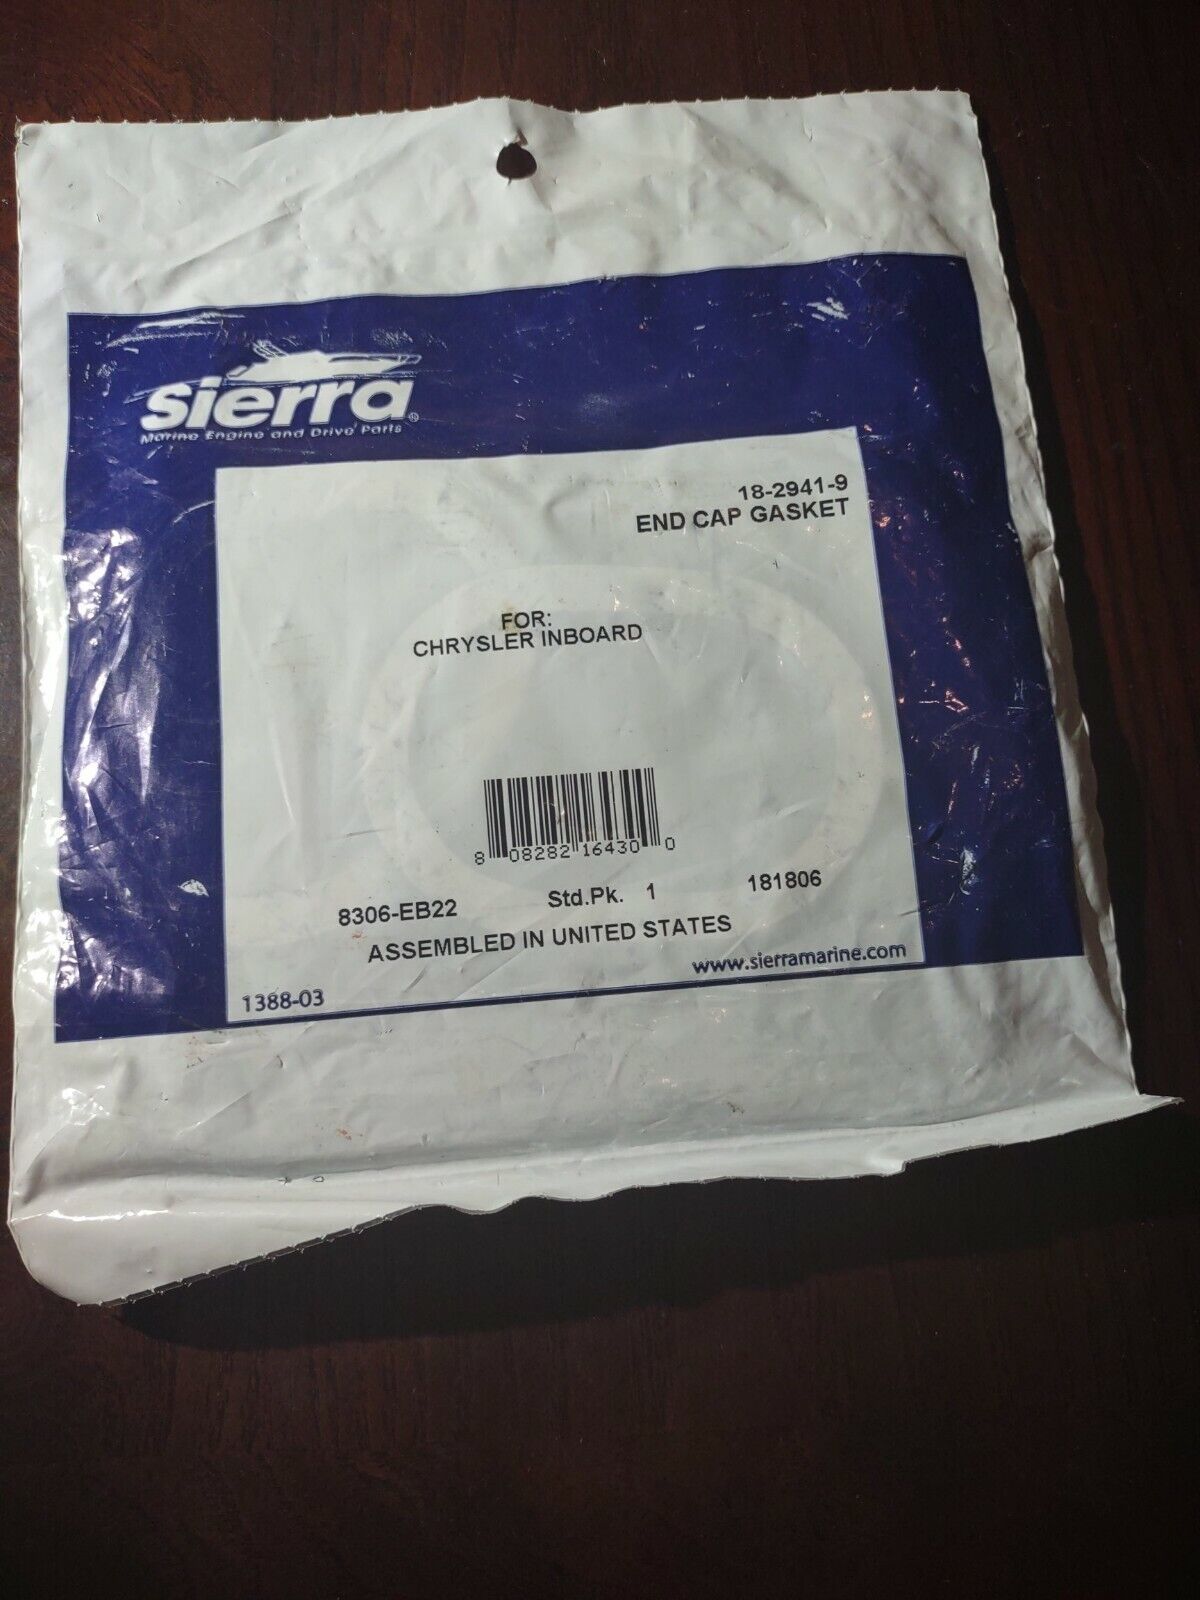 sierra®
Marine Engine and Drive Parts
18-2941-9
END CAP GASKET
FOR:
CHRYSLER INBOARD
8 08282 16430 0
8306-EB22 Std.Pk. 1 181806
ASSEMBLED IN UNITED STATES
www.sierramarine.com
1388-03